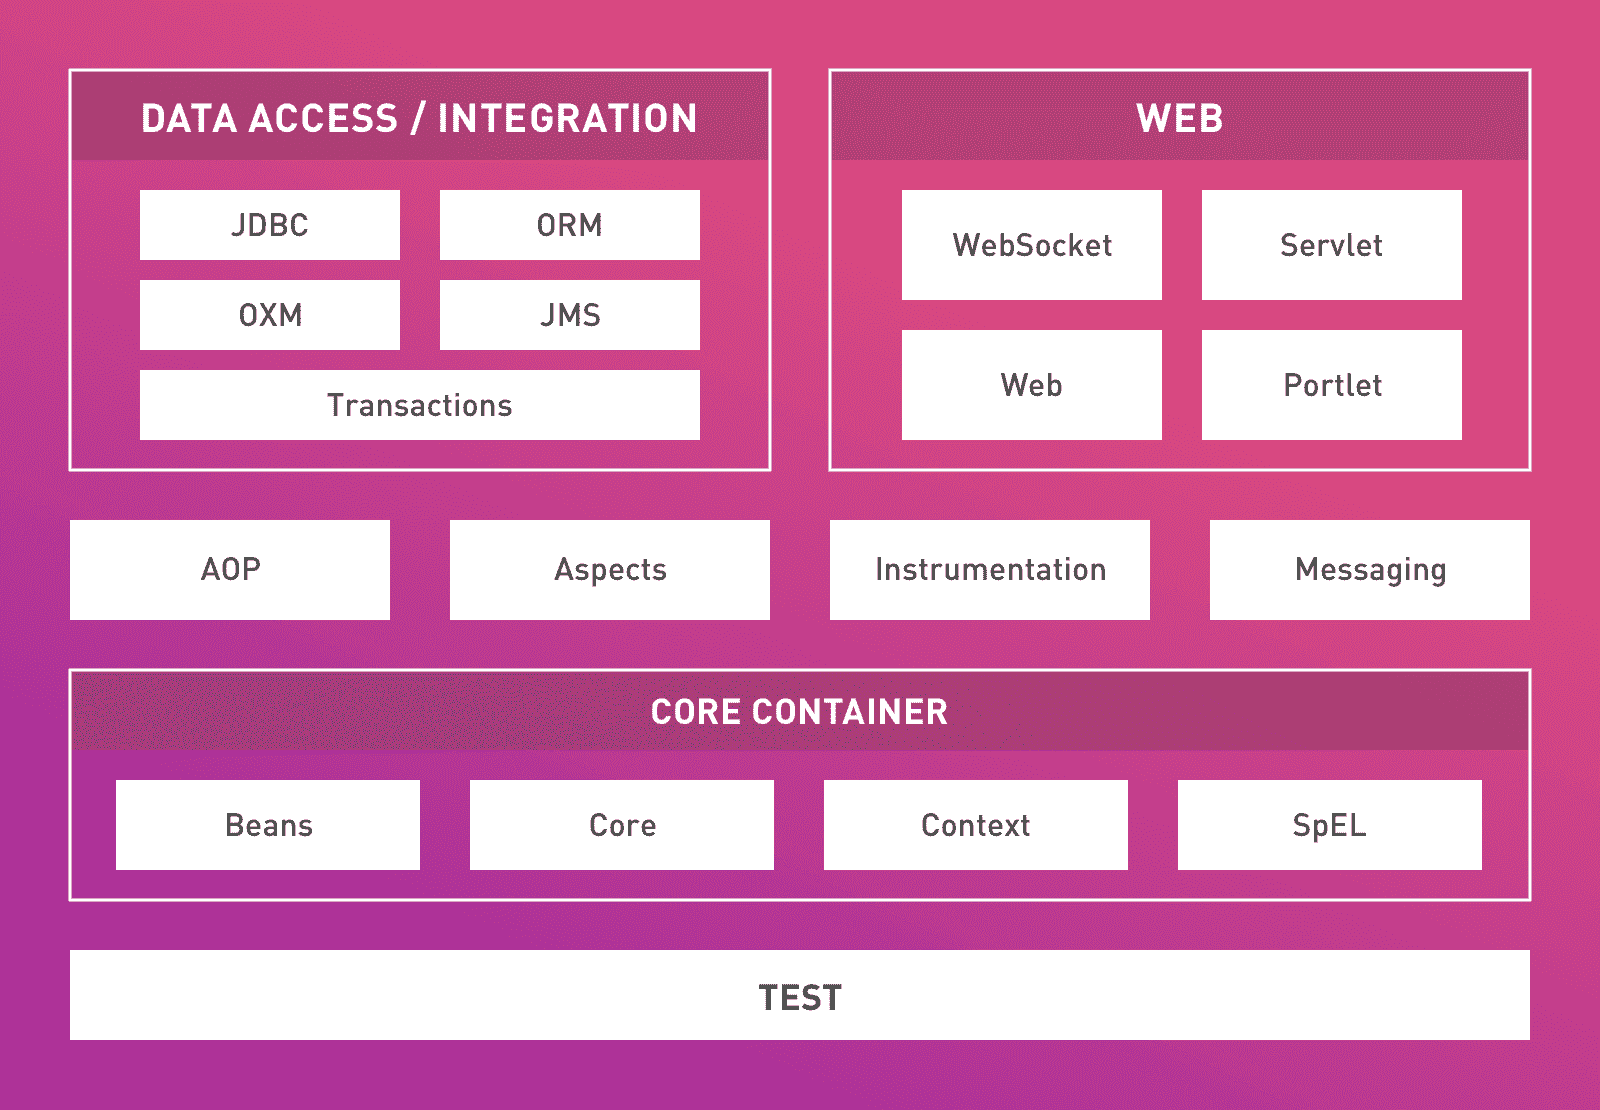 DATA ACCESS / INTEGRATION
JDBC
ORM
OXM
JMS
Transactions
WEB
WebSocket
Servlet
Web
Portlet
AOP
Aspects
Instrumentation
Messaging
CORE CONTAINER
Beans
Core
Context
SpEL
TEST